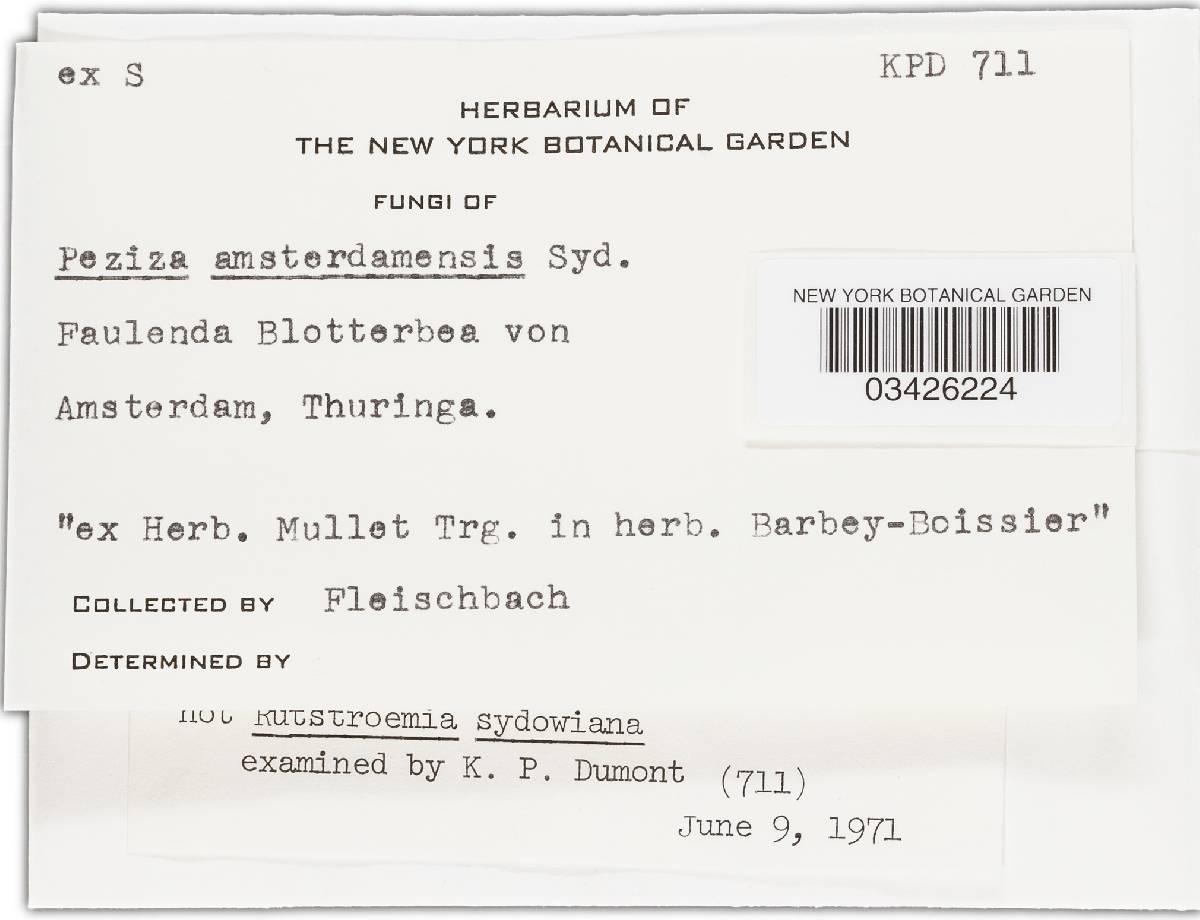 ex S
KPD 711
HERBARIUM OF
THE NEW YORK BOTANICAL GARDEN
FUNGI OF
Peziza amsterdamensis Syd.
NEW YORK BOTANICAL GARDEN
03426224
Faulenda Blotterbea von
Amsterdam, Thuringa.
"ex Herb. Mullet Trg. in herb. Barbey-Boissier"
COLLECTED BY Fleischbach
DETERMINED BY
not Rutstroemia sydowiana
examined by K. P. Dumont (711)
June 9, 1971